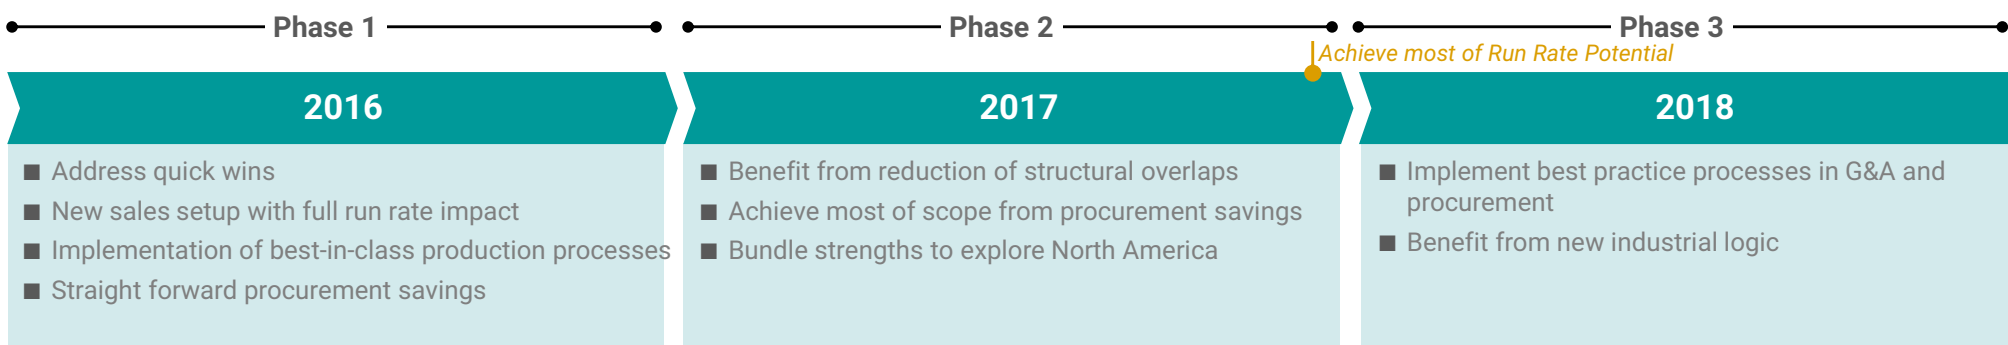 Phase 1
Phase 2
Phase 3
Achieve most of Run Rate Potential
2016
2017
2018
■ Address quick wins
■ New sales setup with full run rate impact
■ Implementation of best-in-class production processes
■ Straight forward procurement savings
■ Benefit from reduction of structural overlaps
■ Achieve most of scope from procurement savings
■ Bundle strengths to explore North America
■ Implement best practice processes in G&A and
procurement
■ Benefit from new industrial logic